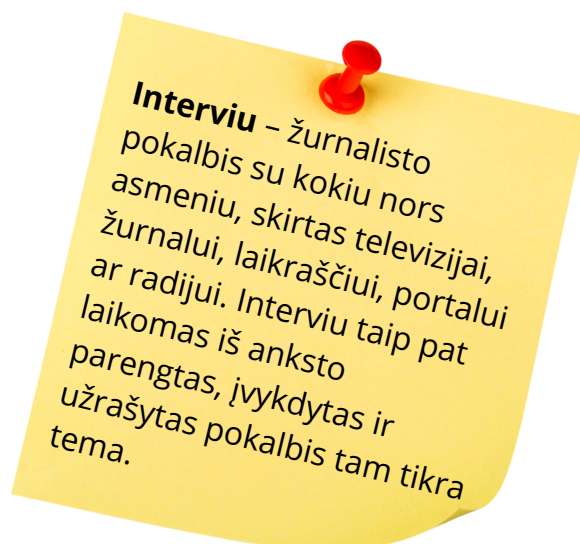 Interviu – žurnalisto
pokalbis su kokiu nors
asmeniu, skirtas televizijai,
žurnalui, laikraščiui, portalui
ar radijui. Interviu taip pat
laikomas iš anksto
parengtas, įvykdytas ir
užrašytas pokalbis tam tikra
tema.